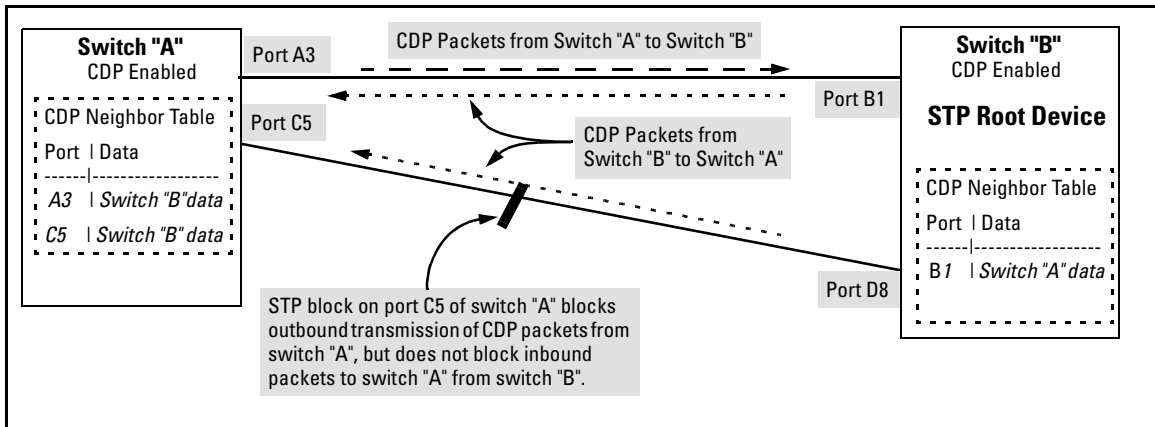 Switch "A"
CDP Enabled
CDP Neighbor Table
Port | Data
------|-------------------
A3 | Switch "B"data
C5 | Switch "B" data
Port A3
CDP Packets from Switch "A" to Switch "B"
Port C5
CDP Packets from
Switch "B" to Switch "A"
Port B1
STP block on port C5 of switch "A" blocks
outbound transmission of CDP packets from
switch "A", but does not block inbound
packets to switch "A" from switch "B".
Port D8
Switch "B"
CDP Enabled
STP Root Device
CDP Neighbor Table
Port | Data
------|-------------------
B1 | Switch "A" data